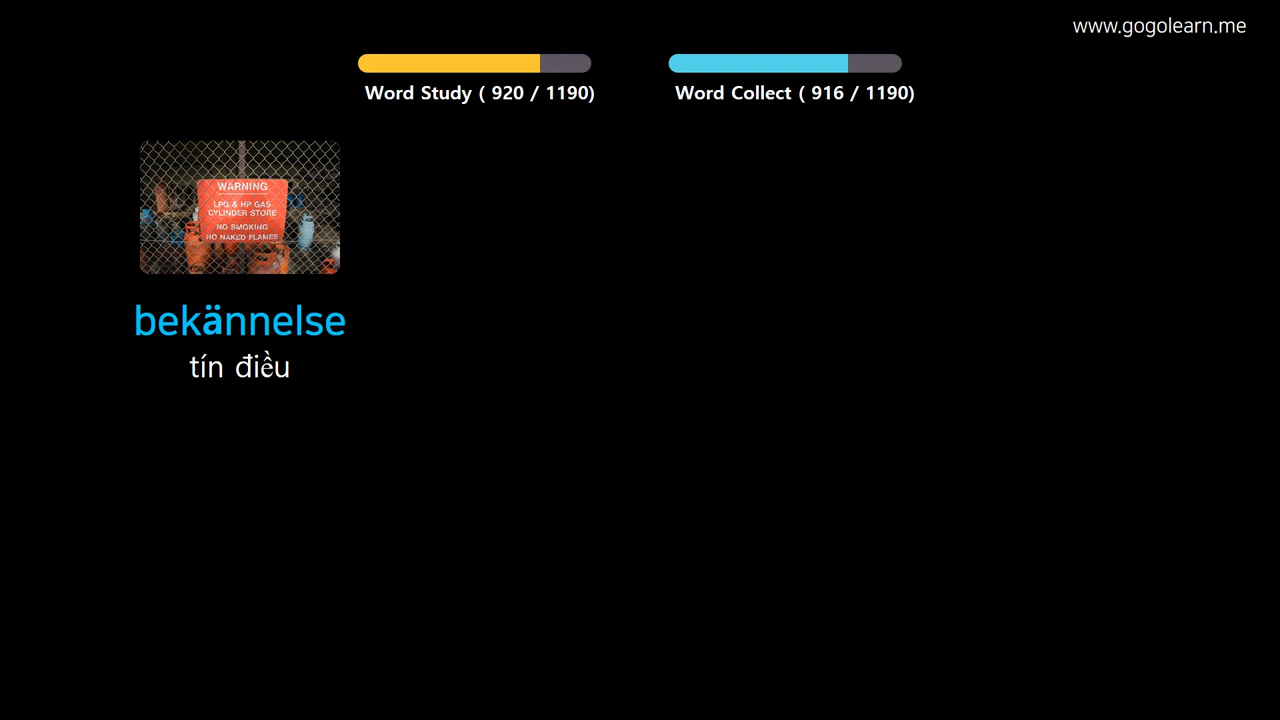 www.gogolearn.me
Word Study ( 920 / 1190)
Word Collect ( 916 / 1190)
WARNING
LPG & HP GAS
CYLINDER STORE
NO SMOKING
NO NAKED FLAMES
bekännelse
tín điều